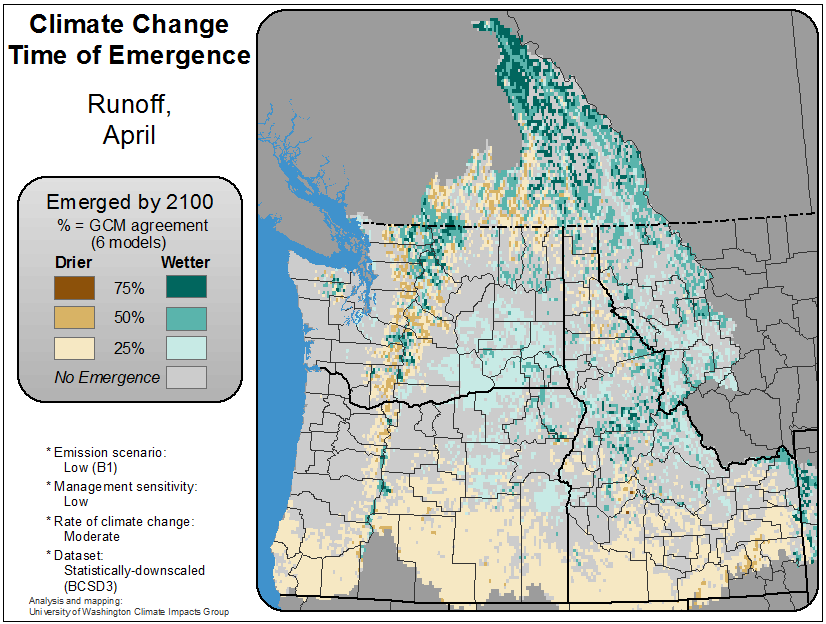 Climate Change
Time of Emergence
Runoff,
April
Emerged by 2100
% = GCM agreement
(6 models)
Drier Wetter
75%
50%
25%
No Emergence
* Emission scenario:
Low (B1)
* Management sensitivity:
Low
* Rate of climate change:
Moderate
* Dataset:
Statistically-downscaled
(BCSD3)
Analysis and mapping:
University of Washington Climate Impacts Group